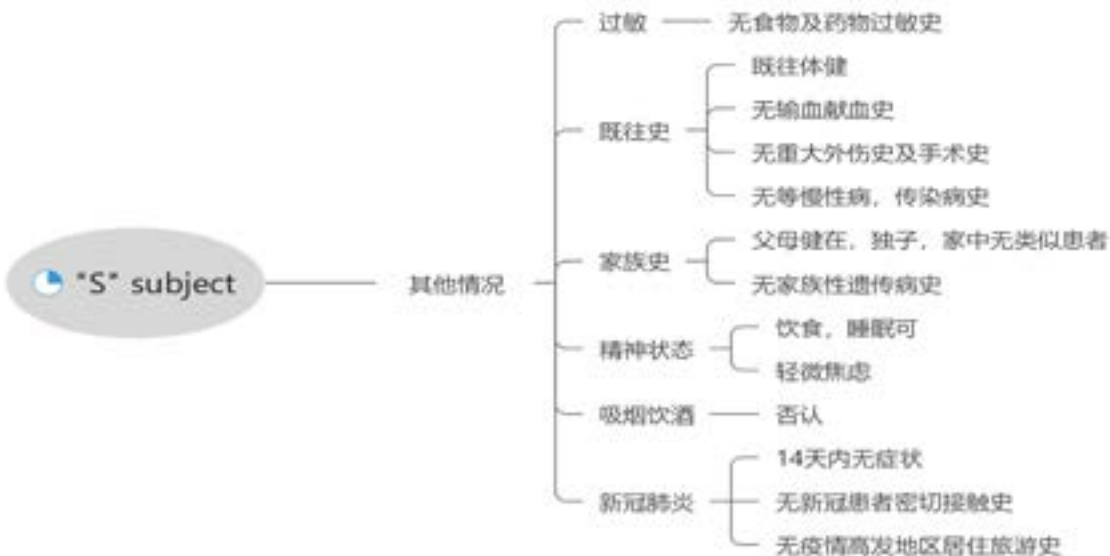 "S" subject
其他情况
过敏
无食物及药物过敏史
既往史
既往体健
无输血献血史
无重大外伤史及手术史
无等慢性病，传染病史
家族史
父母健在，独子，家中无类似患者
无家族性遗传病史
精神状态
饮食，睡眠可
轻微焦虑
吸烟饮酒
否认
新冠肺炎
14天内无症状
无新冠患者密切接触史
无疫情高发地区居住旅游史